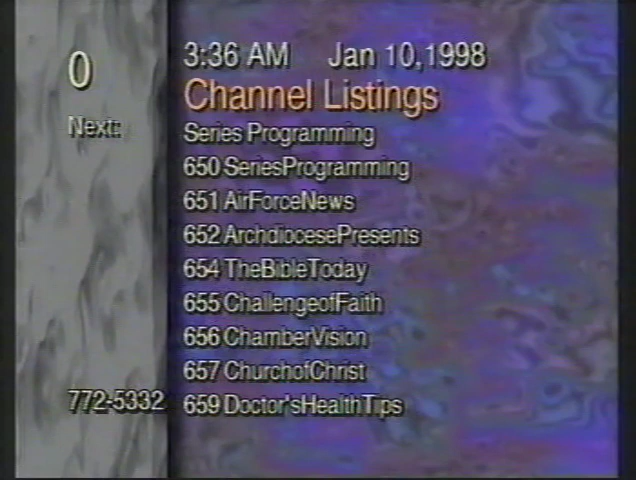 0
Next:
772-5332
3:36 AM Jan 10,1998
Channel Listings
Series Programming
650 SeriesProgramming
651 AirForceNews
652 ArchdiocesePresents
654 TheBibleToday
655 ChallengeofFaith
656 ChamberVision
657 ChurchofChrist
659 Doctor'sHealthTips